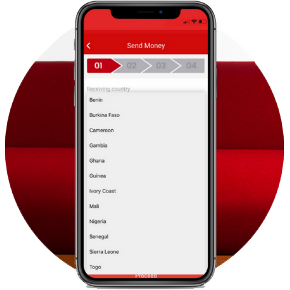 Send Money
01 02 03 04
Receiving country
Benin
Burkina Faso
Cameroon
Gambia
Ghana
Guinea
Ivory Coast
Mali
Nigeria
Senegal
Sierra Leone
Togo